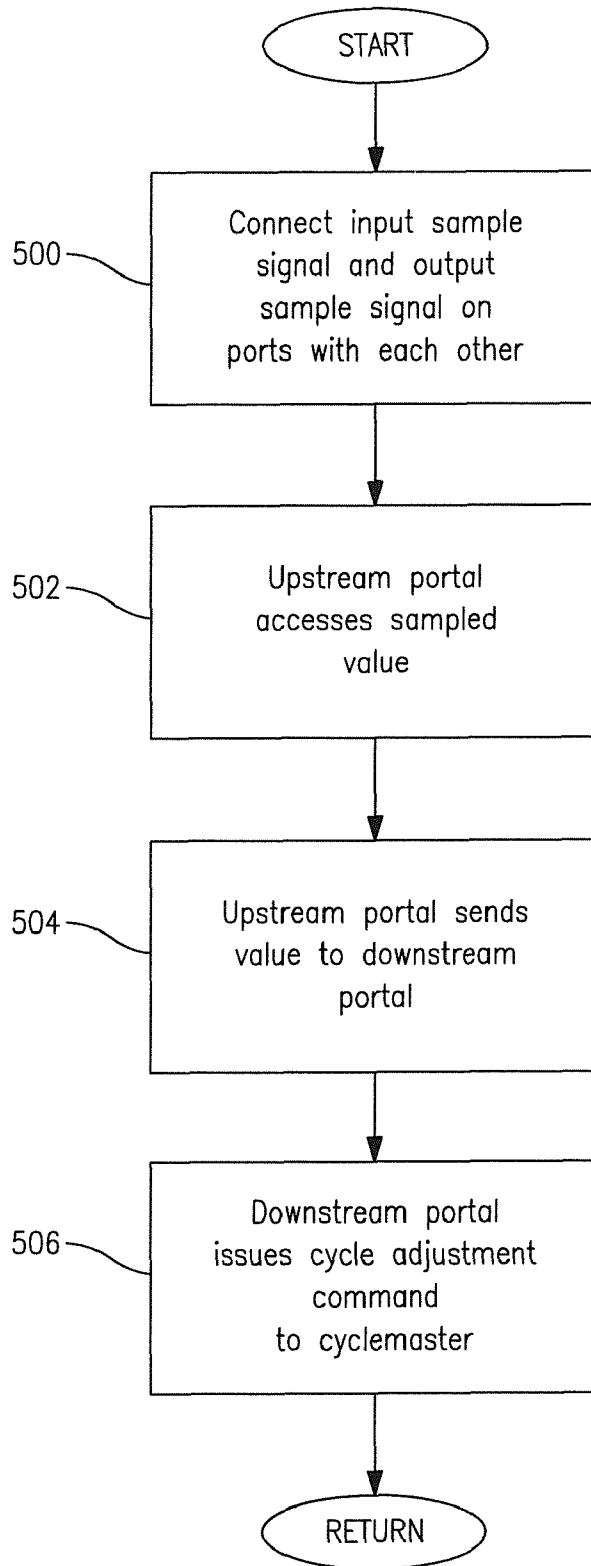 START
500
Connect input sample
signal and output
sample signal on
ports with each other
502
Upstream portal
accesses sampled
value
504
Upstream portal sends
value to downstream
portal
506
Downstream portal
issues cycle adjustment
command
to cyclemaster
RETURN